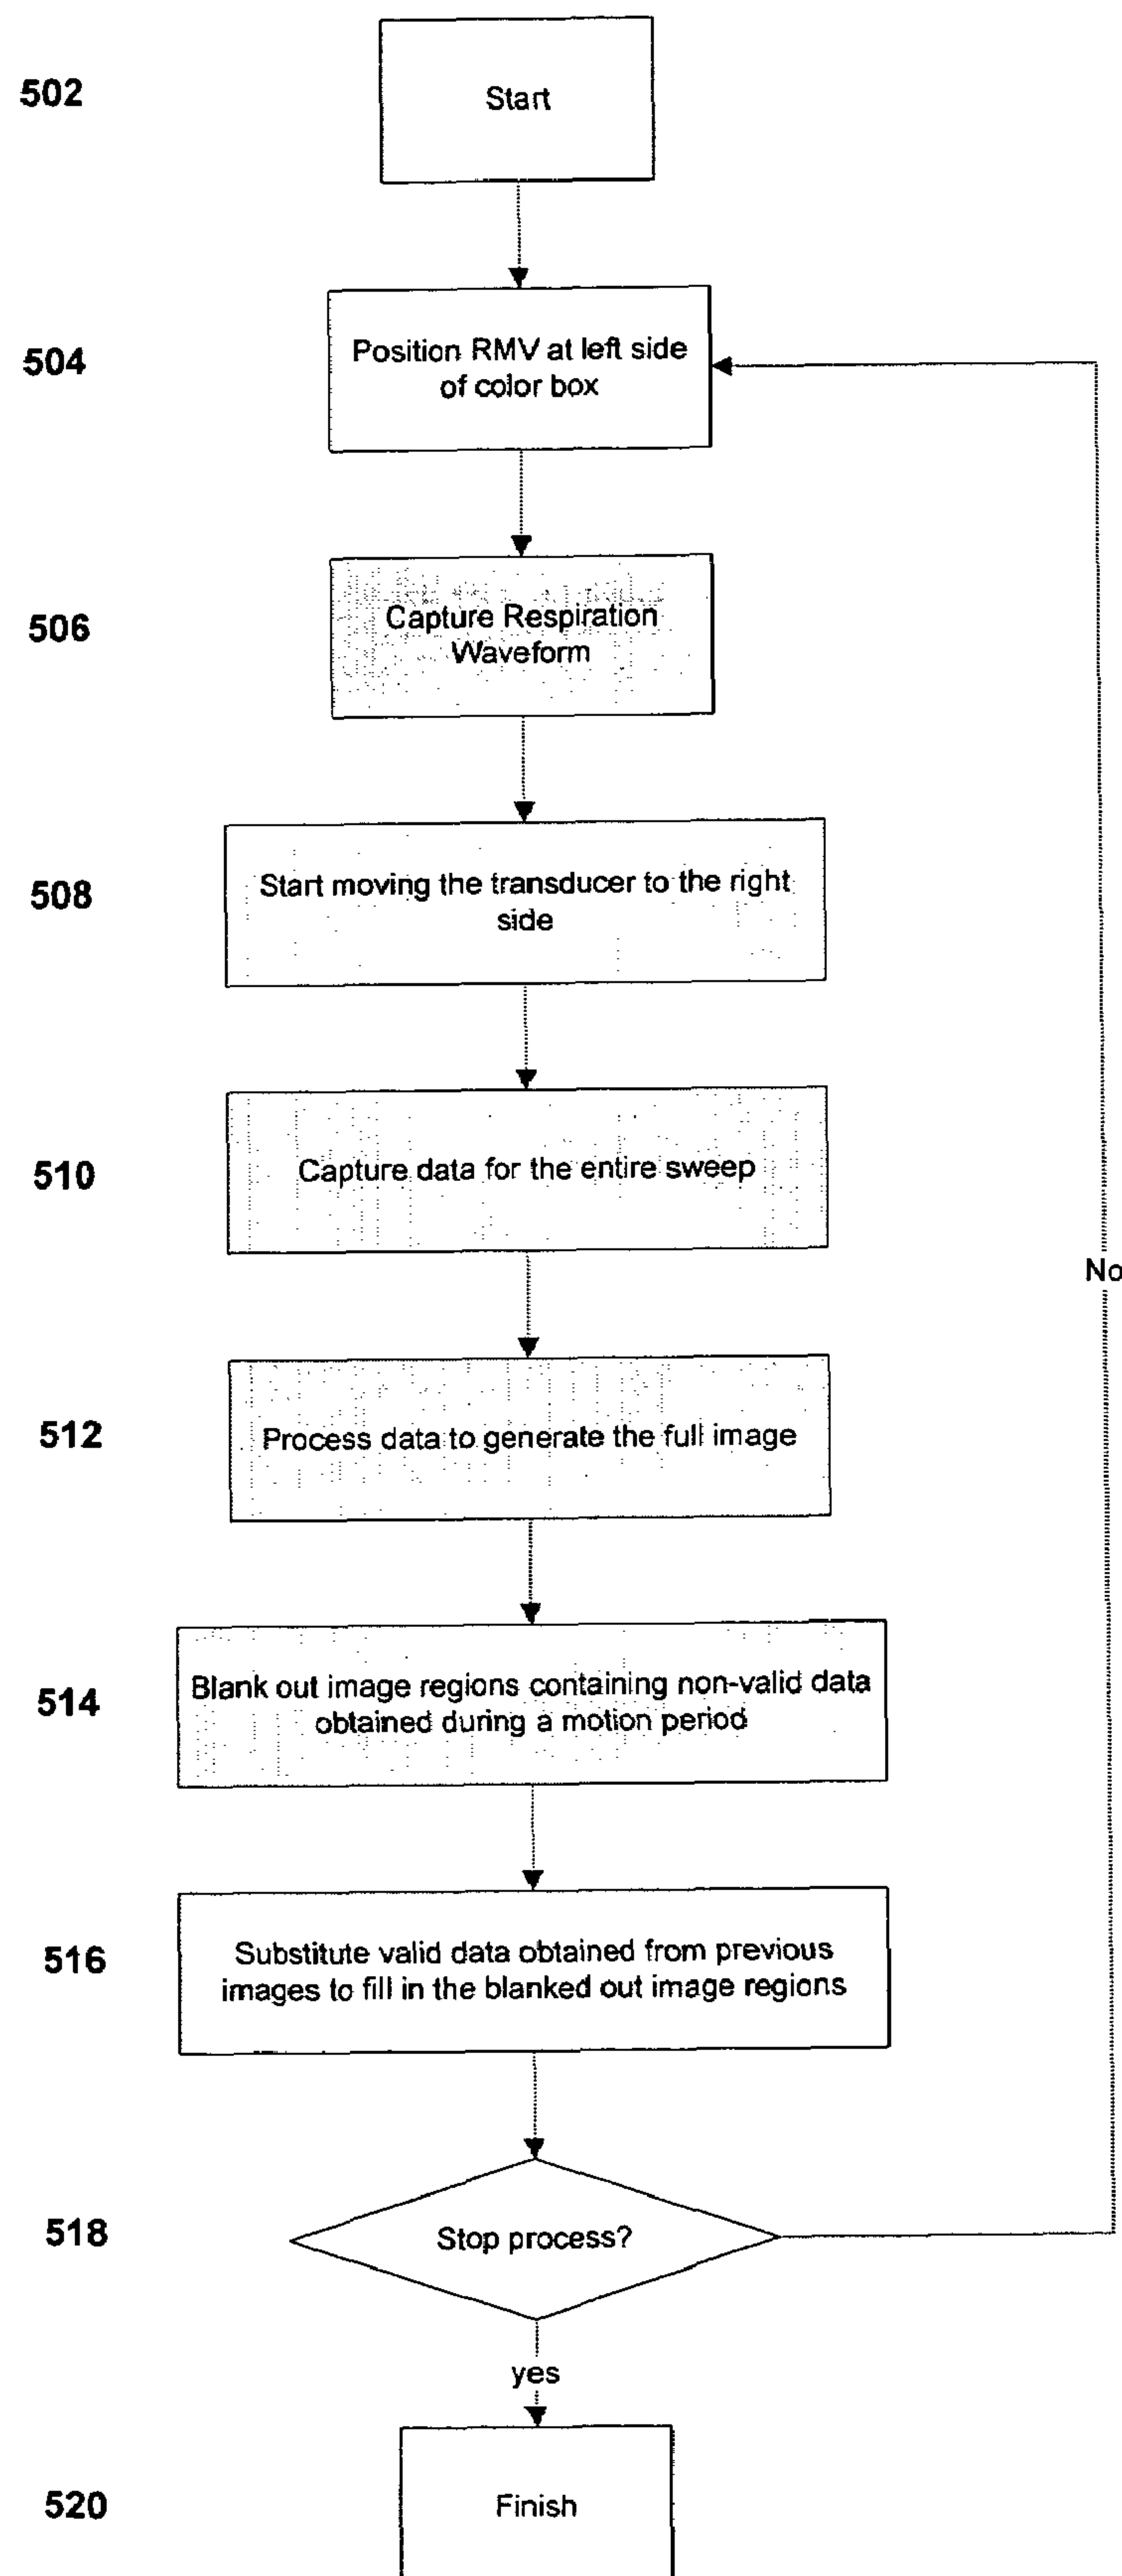 502
Start
504
Position RMV at left side
of color box
506
Capture Respiration
Waveform
508
Start moving the transducer to the right
side
510
Capture data for the entire sweep
No
512
Process data to generate the full image
514
Blank out image regions containing non-valid data
obtained during a motion period
516
Substitute valid data obtained from previous
images to fill in the blanked out image regions
518
Stop process?
yes
520
Finish